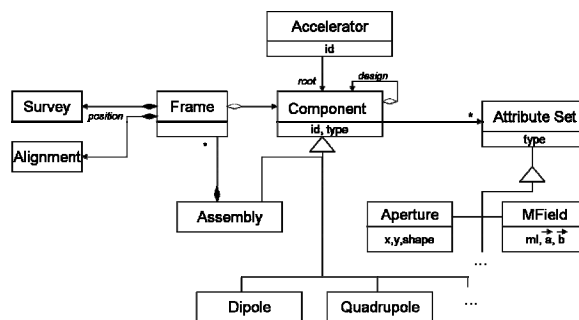 Accelerator
id
root
design
Survey
Frame
Component
id, type
position
*
Attribute Set
type
Alignment
*
Assembly
Aperture
x,y,shape
MField
ml, a, b
...
Dipole
Quadrupole
...